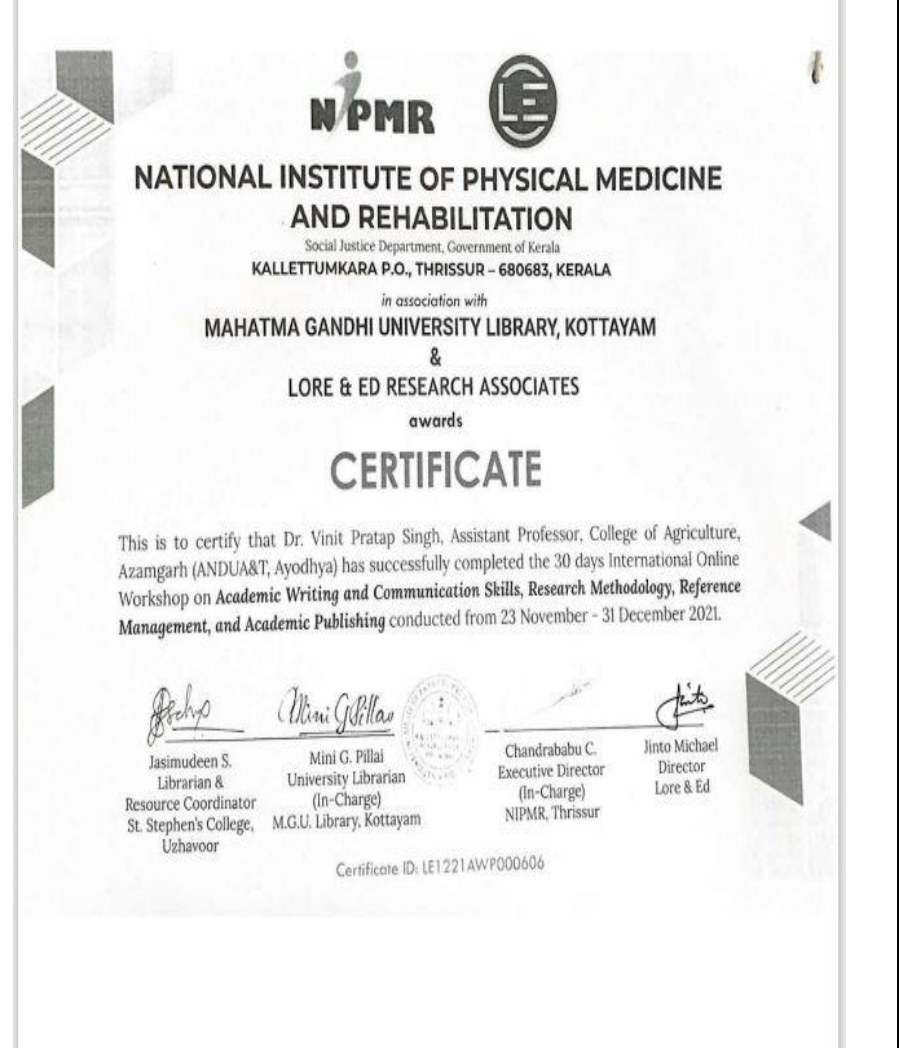 NIPMR
LE
NATIONAL INSTITUTE OF PHYSICAL MEDICINE
AND REHABILITATION
Social Justice Department, Government of Kerala
KALLETTUMKARA P.O., THRISSUR – 680683, KERALA
in association with
MAHATMA GANDHI UNIVERSITY LIBRARY, KOTTAYAM
&
LORE & ED RESEARCH ASSOCIATES
awards
CERTIFICATE
This is to certify that Dr. Vinit Pratap Singh, Assistant Professor, College of Agriculture,
Azamgarh (ANDUA&T, Ayodhya) has successfully completed the 30 days International Online
Workshop on Academic Writing and Communication Skills, Research Methodology, Reference
Management, and Academic Publishing conducted from 23 November - 31 December 2021.
Mini G Pillai
Jinto
Jasimudeen S.
Librarian &
Resource Coordinator
St. Stephen's College,
Uzhavoor
Mini G. Pillai
University Librarian
(In-Charge)
M.G.U. Library, Kottayam
Chandrababu C.
Executive Director
(In-Charge)
NIPMR, Thrissur
Jinto Michael
Director
Lore & Ed
Certificate ID: LE1221AWP000606